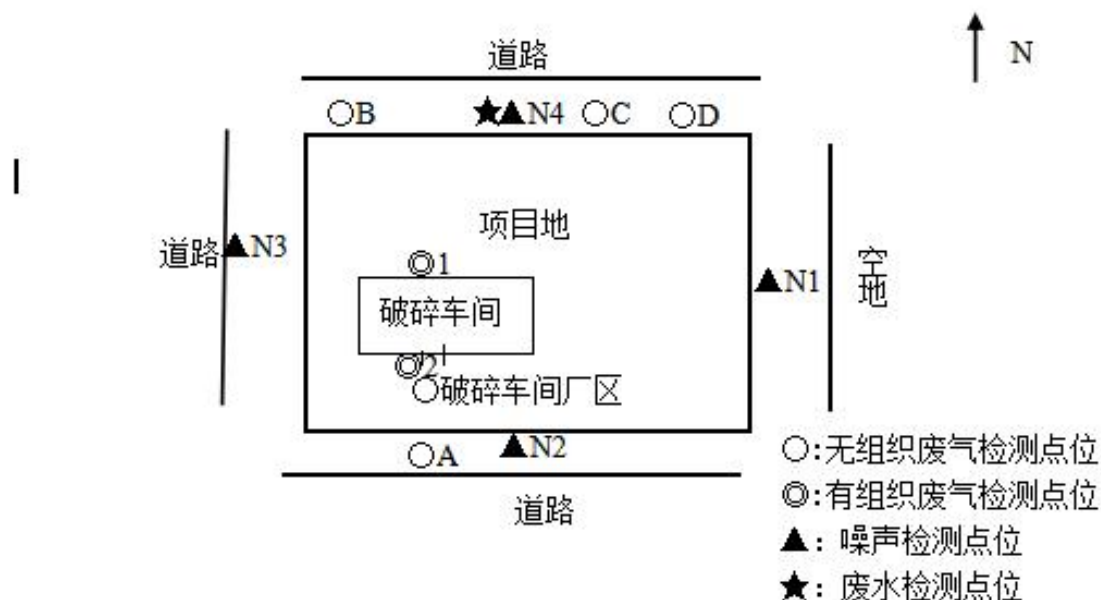 道路
N
○B
★▲N4
○C
○D
项目地
道路
▲N3
◎1
▲N1
空地
破碎车间
◎2
○破碎车间厂区
○A
▲N2
道路
○:无组织废气检测点位
◎:有组织废气检测点位
▲：噪声检测点位
★：废水检测点位